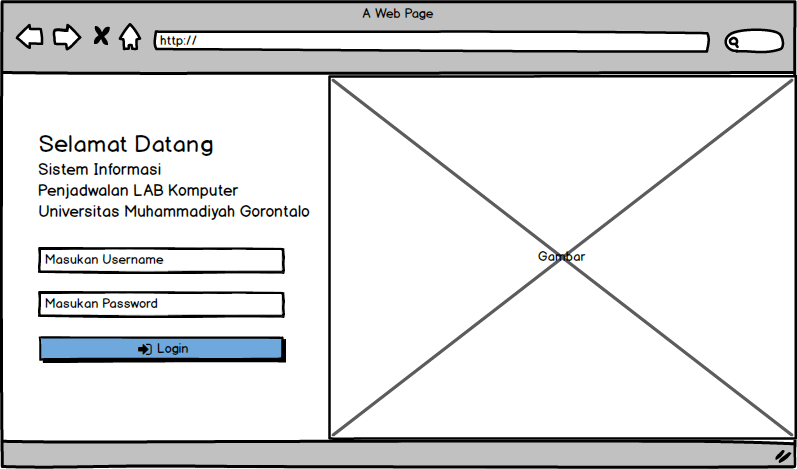 A Web Page
http://
Selamat Datang
Sistem Informasi
Penjadwalan LAB Komputer
Universitas Muhammadiyah Gorontalo
Masukan Username
Masukan Password
Login
Gambar